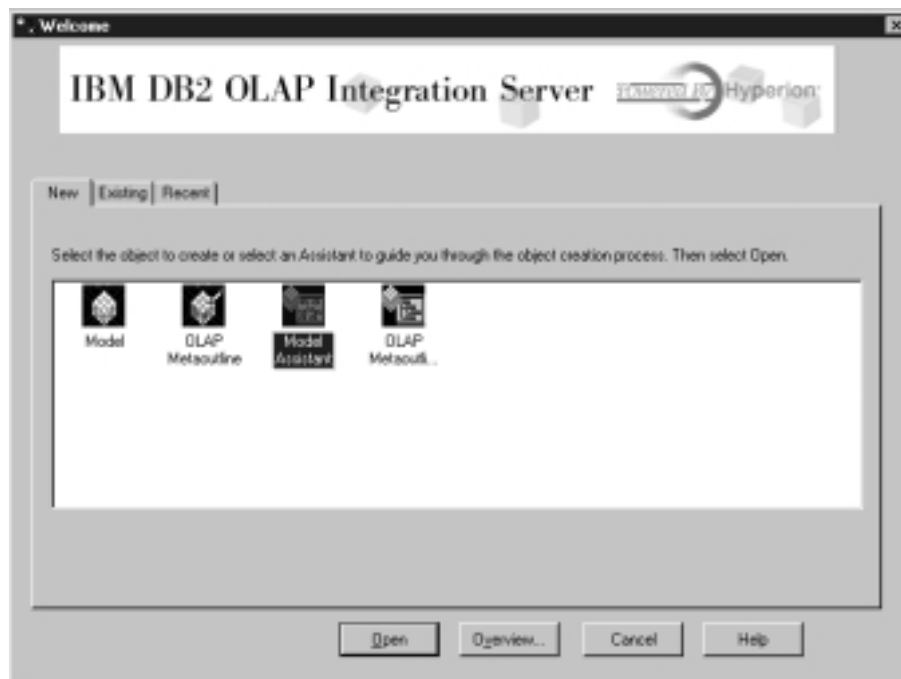 Welcome
IBM DB2 OLAP Integration Server
Powered By Hyperion
New Existing Recent
Select the object to create or select an Assistant to guide you through the object creation process. Then select Open.
Model
OLAP Metaoutline
Model Assistant
OLAP Metaoutli...
Open Overview... Cancel Help